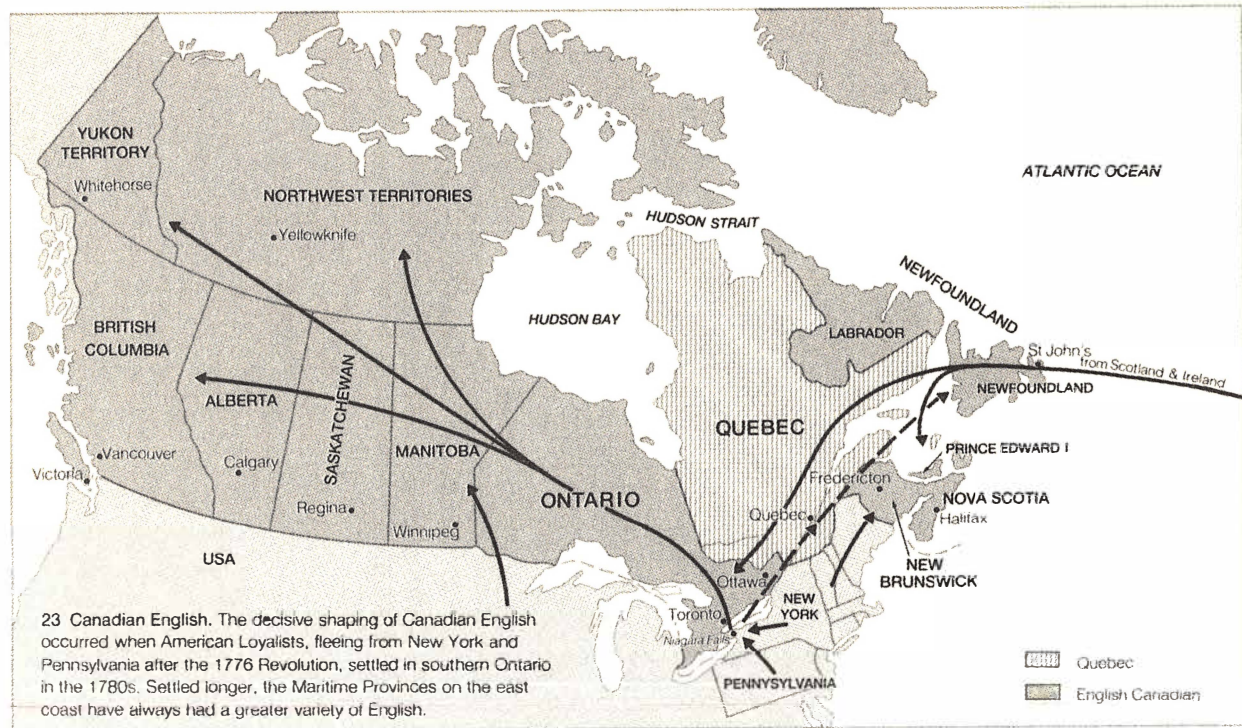 YUKON
TERRITORY
Whitehorse
NORTHWEST TERRITORIES
Yellowknife
ATLANTIC OCEAN
HUDSON STRAIT
HUDSON BAY
NEWFOUNDLAND
LABRADOR
St John's
from Scotland & Ireland
NEWFOUNDLAND
BRITISH
COLUMBIA
ALBERTA
SASKATCHEWAN
MANITOBA
ONTARIO
QUEBEC
PRINCE EDWARD I
Fredericton
NOVA SCOTIA
Halifax
Vancouver
Victoria
Calgary
Regina
Winnipeg
Quebec
NEW
BRUNSWICK
USA
Ottawa
Toronto
Niagara Falls
NEW
YORK
PENNYSYLVANIA
23 Canadian English. The decisive shaping of Canadian English
occurred when American Loyalists, fleeing from New York and
Pennsylvania after the 1776 Revolution, settled in southern Ontario
in the 1780s. Settled longer, the Maritime Provinces on the east
coast have always had a greater variety of English.
Quebec
English Canadian